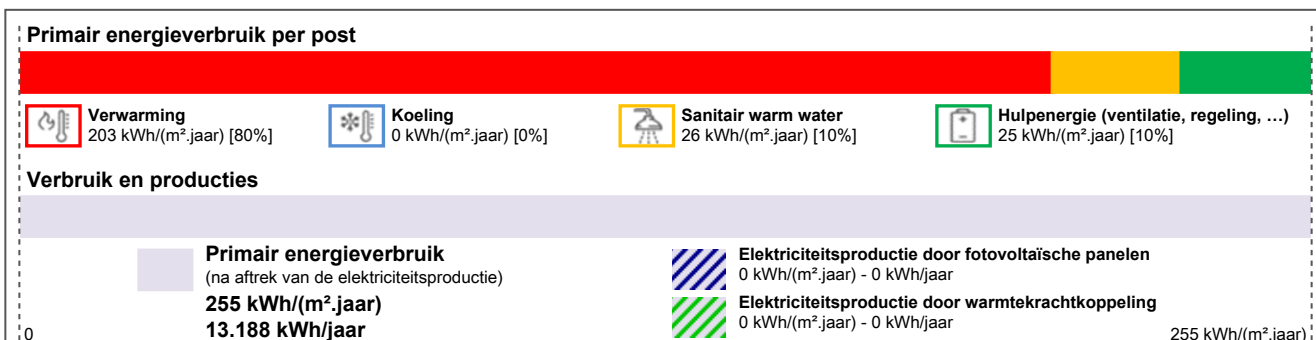 Primair energieverbruik per post
Verwarming
203 kWh/(m².jaar) [80%]
Koeling
0 kWh/(m².jaar) [0%]
Sanitair warm water
26 kWh/(m².jaar) [10%]
Hulpenergie (ventilatie, regeling, …)
25 kWh/(m².jaar) [10%]
Verbruik en producties
Primair energieverbruik
(na aftrek van de elektriciteitsproductie)
255 kWh/(m².jaar)
13.188 kWh/jaar
Elektriciteitsproductie door fotovoltaïsche panelen
0 kWh/(m².jaar) - 0 kWh/jaar
Elektriciteitsproductie door warmtekrachtkoppeling
0 kWh/(m².jaar) - 0 kWh/jaar
0
255 kWh/(m².jaar)